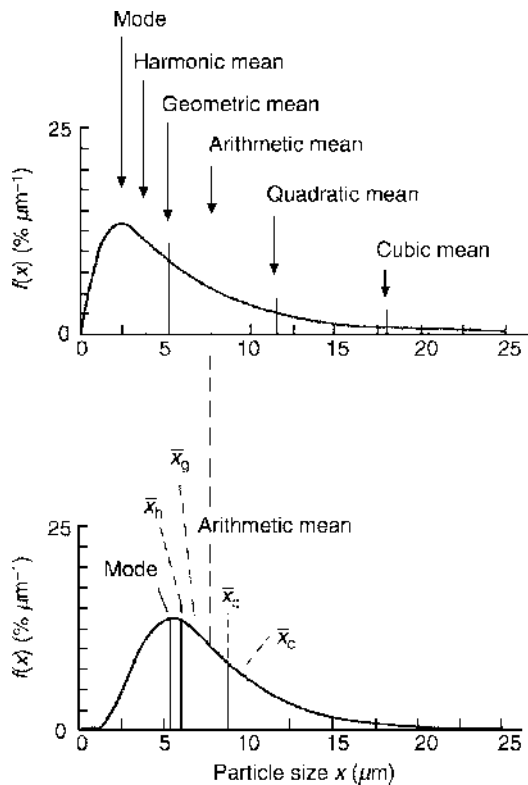 Mode
Harmonic mean
Geometric mean
Arithmetic mean
Quadratic mean
Cubic mean
25
f(x) (% μm⁻¹)
0
0 5 10 15 20 25
x̄g
x̄h
Arithmetic mean
Mode
x̄q
x̄c
25
f(x) (% μm⁻¹)
0
0 5 10 15 20 25
Particle size x (μm)